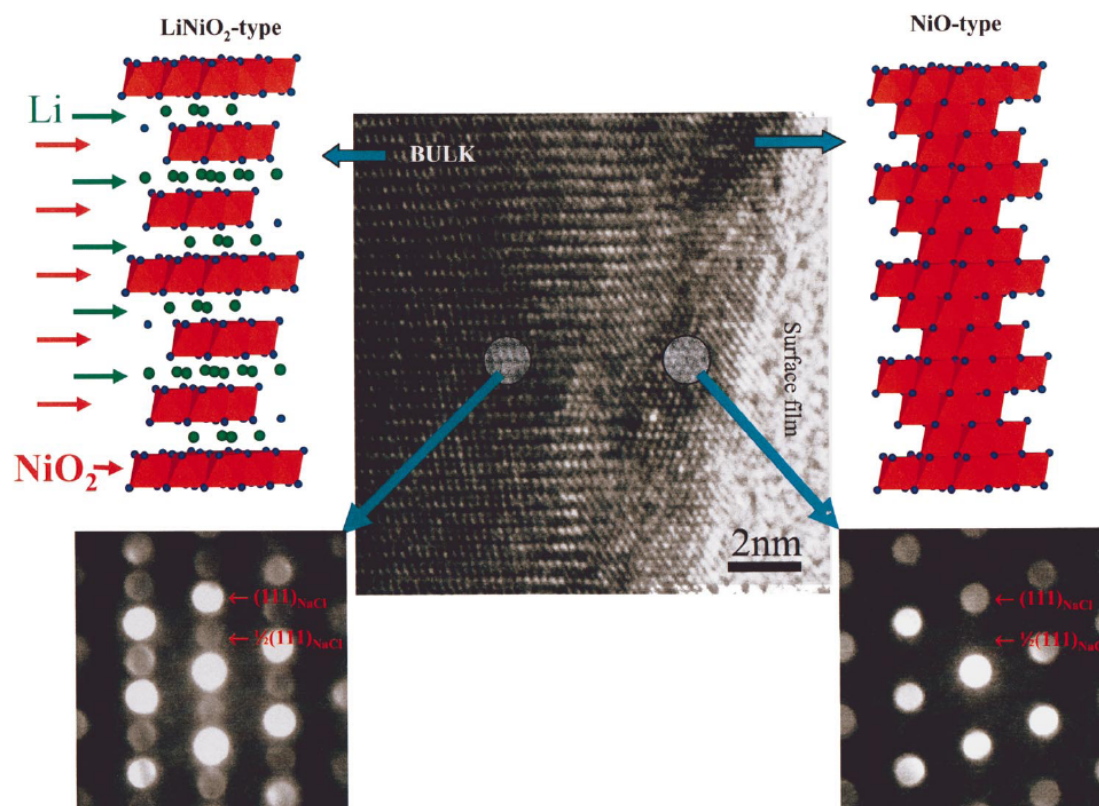 LiNiO₂-type
NiO-type
Li
BULK
Surface film
NiO₂
2nm
(111)NaCl
½(111)NaCl
(111)NaCl
½(111)NaC